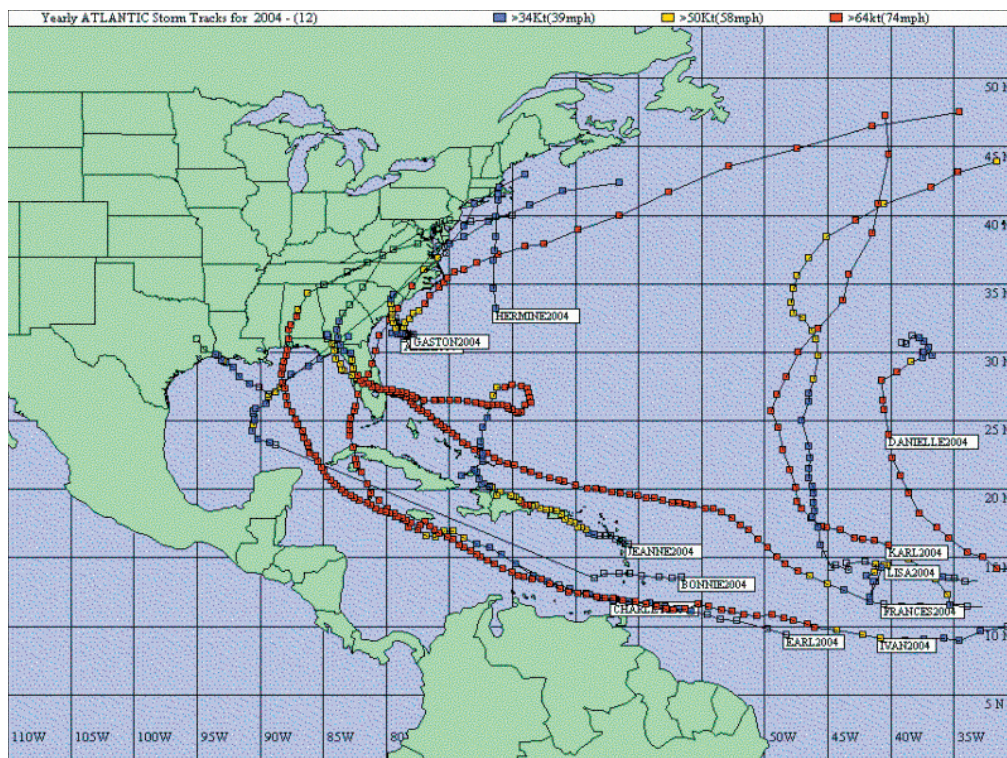 Yearly ATLANTIC Storm Tracks for 2004 - (12) >34Kt(39mph) >50Kt(58mph) >64kt(74mph)
50 N
45 N
40 N
35 N
HERMINE2004
GASTON2004
30 N
25 N
DANIELLE2004
20 N
JEANNE2004 KARL2004
15 N
LISA2004
BONNIE2004
FRANCES2004
10 N
EARL2004 IVAN2004
5 N
110W 105W 100W 95W 90W 85W 80 50W 45W 40W 35W